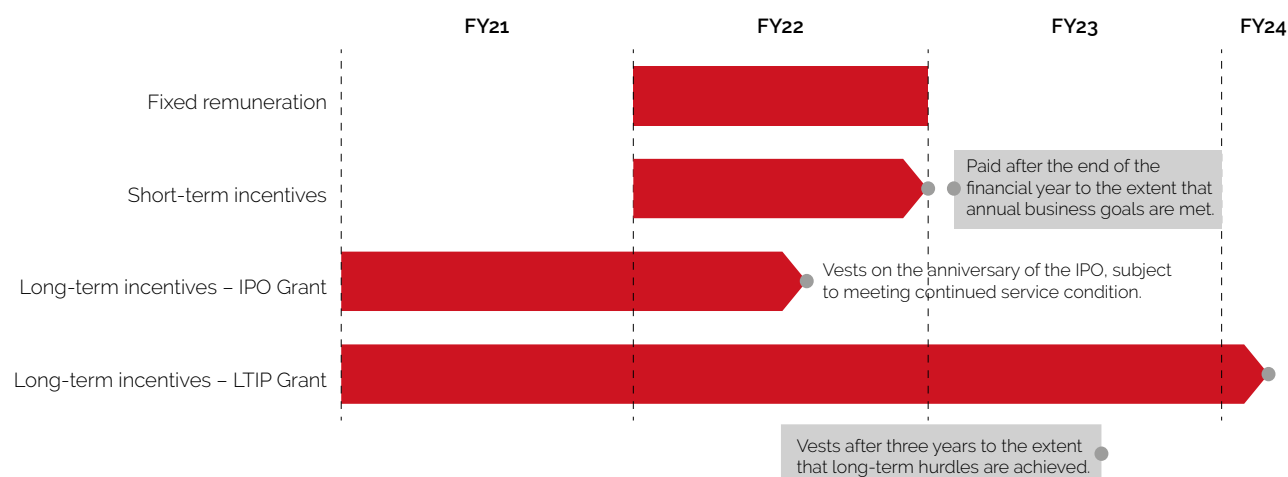 FY21 FY22 FY23 FY24
Fixed remuneration
Short-term incentives
Paid after the end of the
financial year to the extent that
annual business goals are met.
Long-term incentives – IPO Grant
Vests on the anniversary of the IPO, subject
to meeting continued service condition.
Long-term incentives – LTIP Grant
Vests after three years to the extent
that long-term hurdles are achieved.